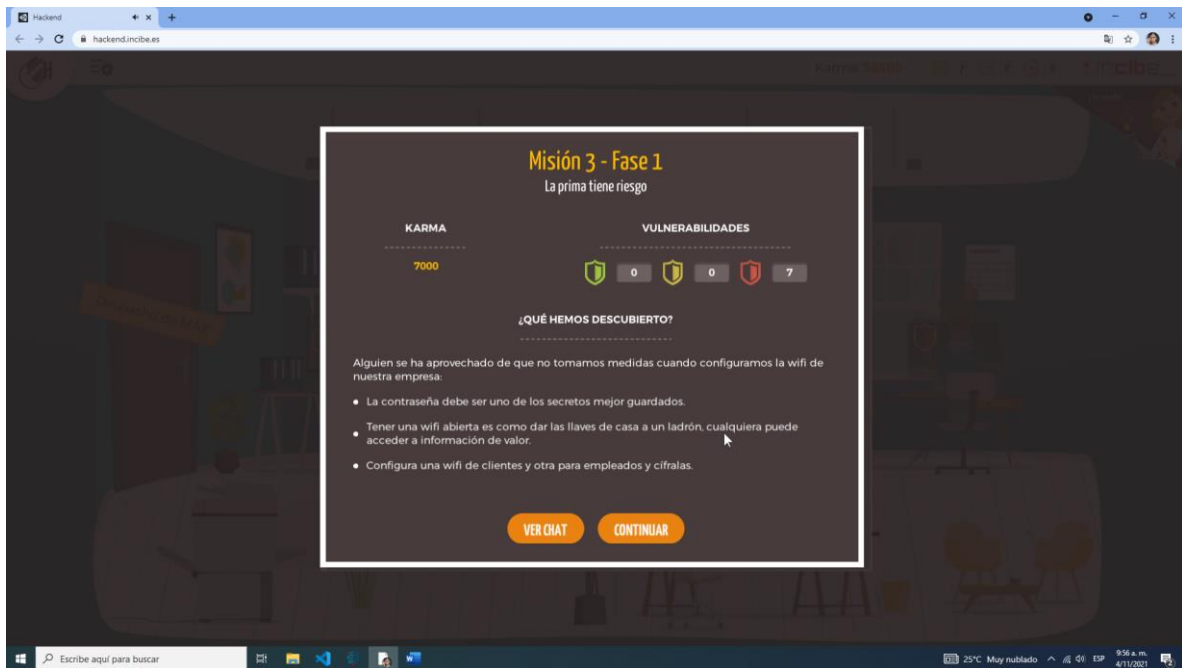 Hackend
hackend.incibe.es
Karma
incibe
Misión 3 - Fase 1
La prima tiene riesgo
KARMA
VULNERABILIDADES
7000
0
0
7
¿QUÉ HEMOS DESCUBIERTO?
Alguien se ha aprovechado de que no tomamos medidas cuando configuramos la wifi de
nuestra empresa:
La contraseña debe ser uno de los secretos mejor guardados.
Tener una wifi abierta es como dar las llaves de casa a un ladrón, cualquiera puede
acceder a información de valor.
Configura una wifi de clientes y otra para empleados y cífralas.
VER CHAT
CONTINUAR
Escribe aquí para buscar
25°C Muy nublado
ESP
9:56 a. m.
4/11/2021